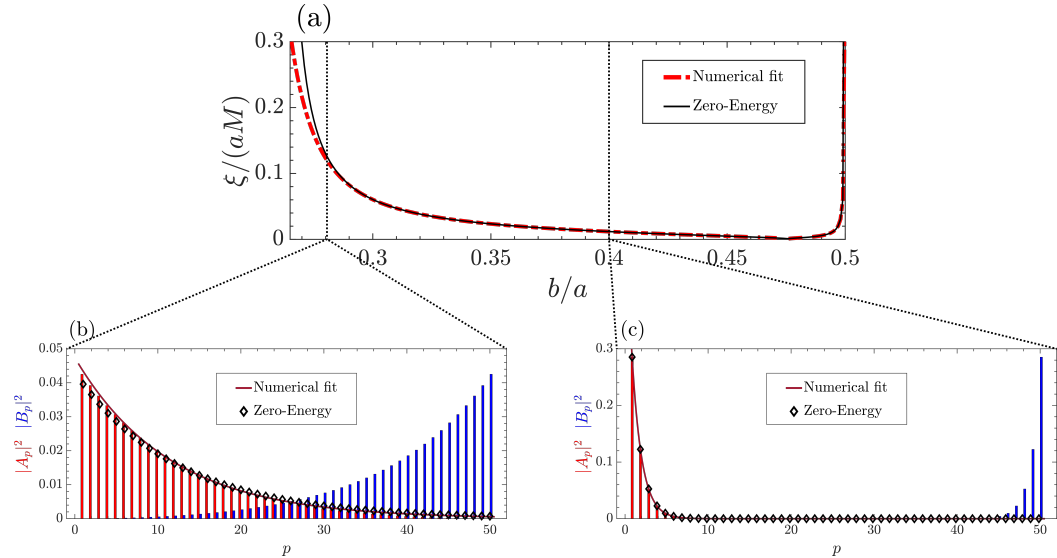 (a)
0.3
0.2
0.1
0
ξ/(aM)
Numerical fit
Zero-Energy
0.3 0.35 0.4 0.45 0.5
b/a
(b)
0.05
0.04
0.03
0.02
0.01
0
|A_p|^2 |B_p|^2
Numerical fit
Zero-Energy
0 10 20 30 40 50
p
(c)
0.3
0.2
0.1
0
|A_p|^2 |B_p|^2
Numerical fit
Zero-Energy
0 10 20 30 40 50
p